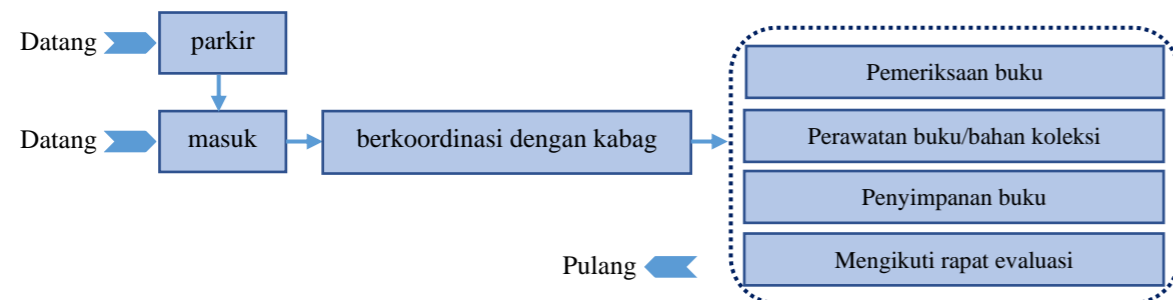 Datang
parkir
Datang
masuk
berkoordinasi dengan kabag
Pemeriksaan buku
Perawatan buku/bahan koleksi
Penyimpanan buku
Mengikuti rapat evaluasi
Pulang